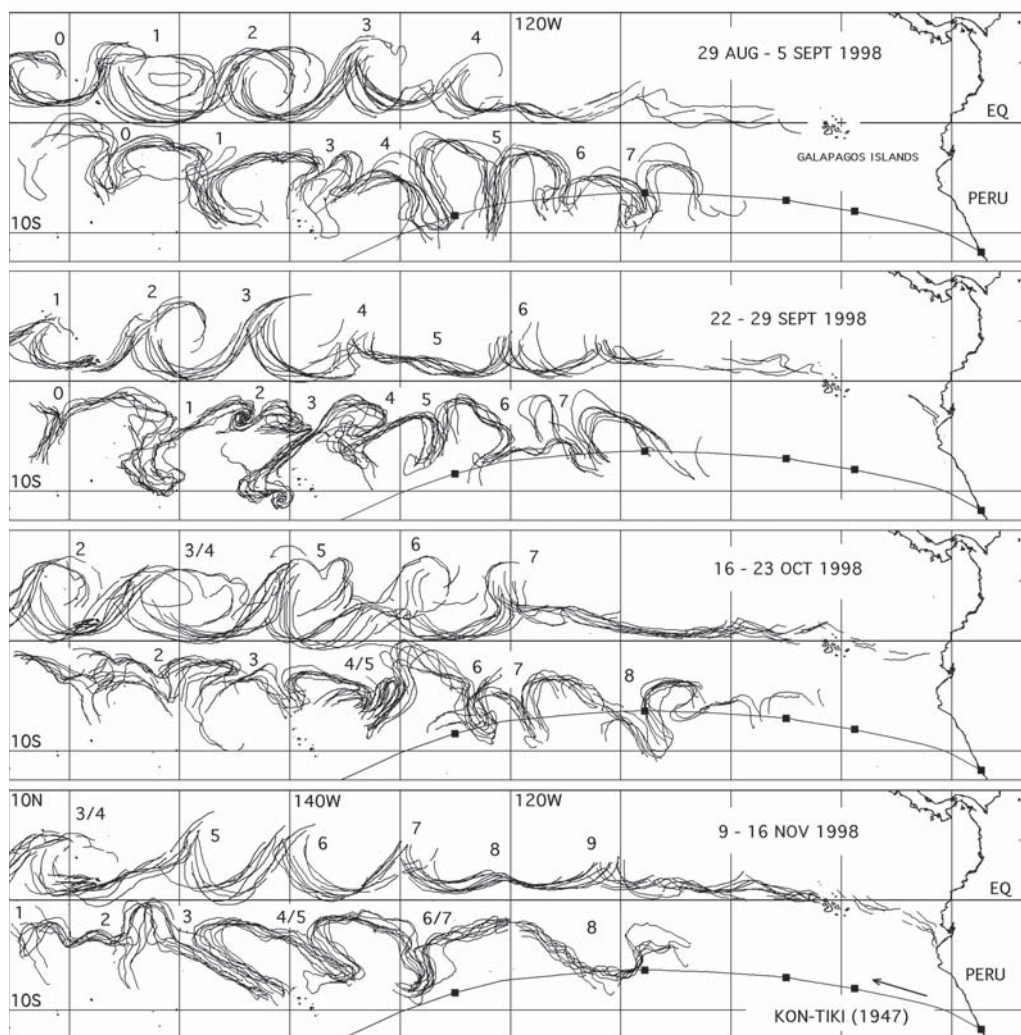 120W
0 1 2 3 4
29 AUG - 5 SEPT 1998
EQ
0 1 3 4 5 6 7
GALAPAGOS ISLANDS
PERU
10S
1 2 3 4 5 6
22 - 29 SEPT 1998
0 1 2 3 4 5 6 7
10S
2 3/4 5 6 7
16 - 23 OCT 1998
2 3 4/5 6 7 8
10S
10N 140W 120W
3/4 5 6 7 8 9
9 - 16 NOV 1998
EQ
1 2 3 4/5 6/7 8
PERU
10S
KON-TIKI (1947)